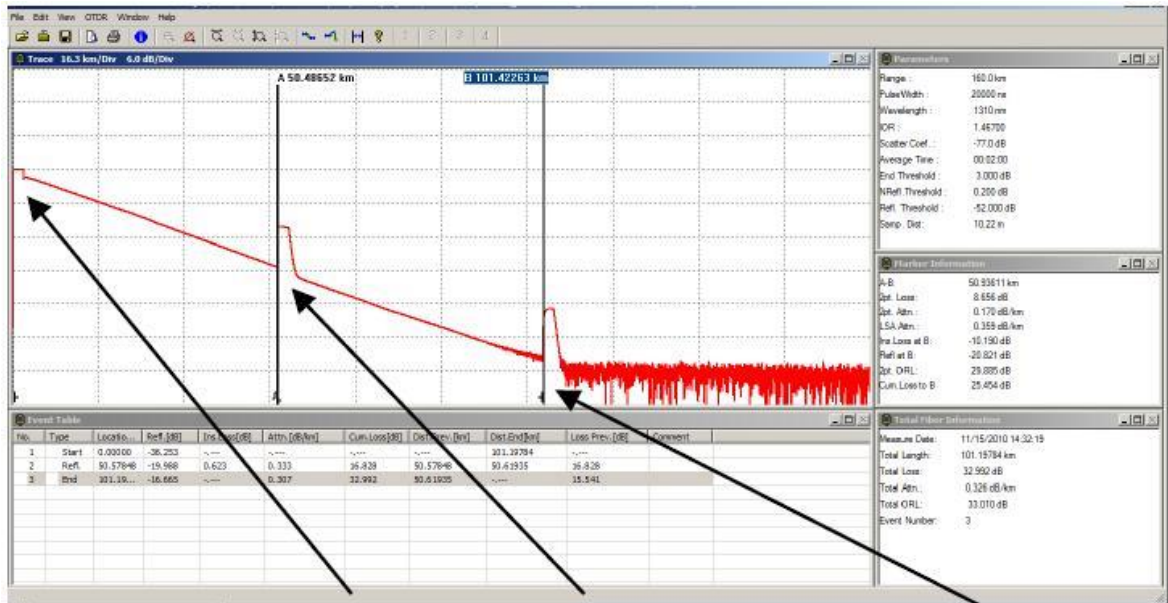 File Edit View OTDR Window Help
1 2 3 4
Trace 16.3 km/Div 6.0 dB/Div
A 50.48652 km
B 101.42263 km
Parameters
Range : 160.0 km
PulseWidth : 20000 ns
Wavelength : 1310 nm
IOR : 1.46700
Scatter Coef. : -77.0 dB
Average Time : 00:02:00
End Threshold : 3.000 dB
NRefl.Threshold : 0.200 dB
Refl. Threshold : -52.000 dB
Samp. Dist: 10.22 m
Marker Information
A-B: 50.93611 km
2pt. Loss: 8.656 dB
2pt. Attn.: 0.170 dB/km
LSA Attn.: 0.359 dB/km
Ins.Loss at B: -10.190 dB
Refl at B: -20.821 dB
2pt. ORL: 29.885 dB
Cum.Loss to B: 25.454 dB
Event Table
No. Type Locatio... Refl.[dB] Ins.Loss[dB] Attn.[dB/km] Cum.Loss[dB] Dist.Prev.[km] Dist.End[km] Loss Prev.[dB] Comment
1 Start 0.00000 -36.253 -.--- -.--- -.--- -.--- 101.19784 -.---
2 Refl. 50.57848 -19.988 0.623 0.333 16.828 50.57848 50.61935 16.828
3 End 101.19... -16.665 -.--- 0.307 32.992 50.61935 -.--- 15.541
Total Fiber Information
Measure Date: 11/15/2010 14:32:19
Total Length: 101.19784 km
Total Loss: 32.992 dB
Total Attn.: 0.326 dB/km
Total ORL: 33.010 dB
Event Number: 3